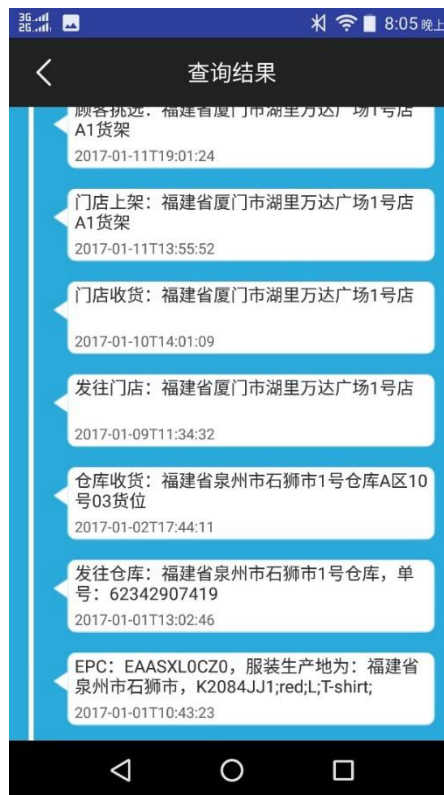 3G
2G
8:05 晚上
查询结果
顾客挑选：福建省厦门市湖里万达广场1号店
A1货架
2017-01-11T19:01:24
门店上架：福建省厦门市湖里万达广场1号店
A1货架
2017-01-11T13:55:52
门店收货：福建省厦门市湖里万达广场1号店
2017-01-10T14:01:09
发往门店：福建省厦门市湖里万达广场1号店
2017-01-09T11:34:32
仓库收货：福建省泉州市石狮市1号仓库A区10
号03货位
2017-01-02T17:44:11
发往仓库：福建省泉州市石狮市1号仓库，单
号：62342907419
2017-01-01T13:02:46
EPC：EAASXL0CZ0，服装生产地为：福建省
泉州市石狮市，K2084JJ1;red;L;T-shirt;
2017-01-01T10:43:23